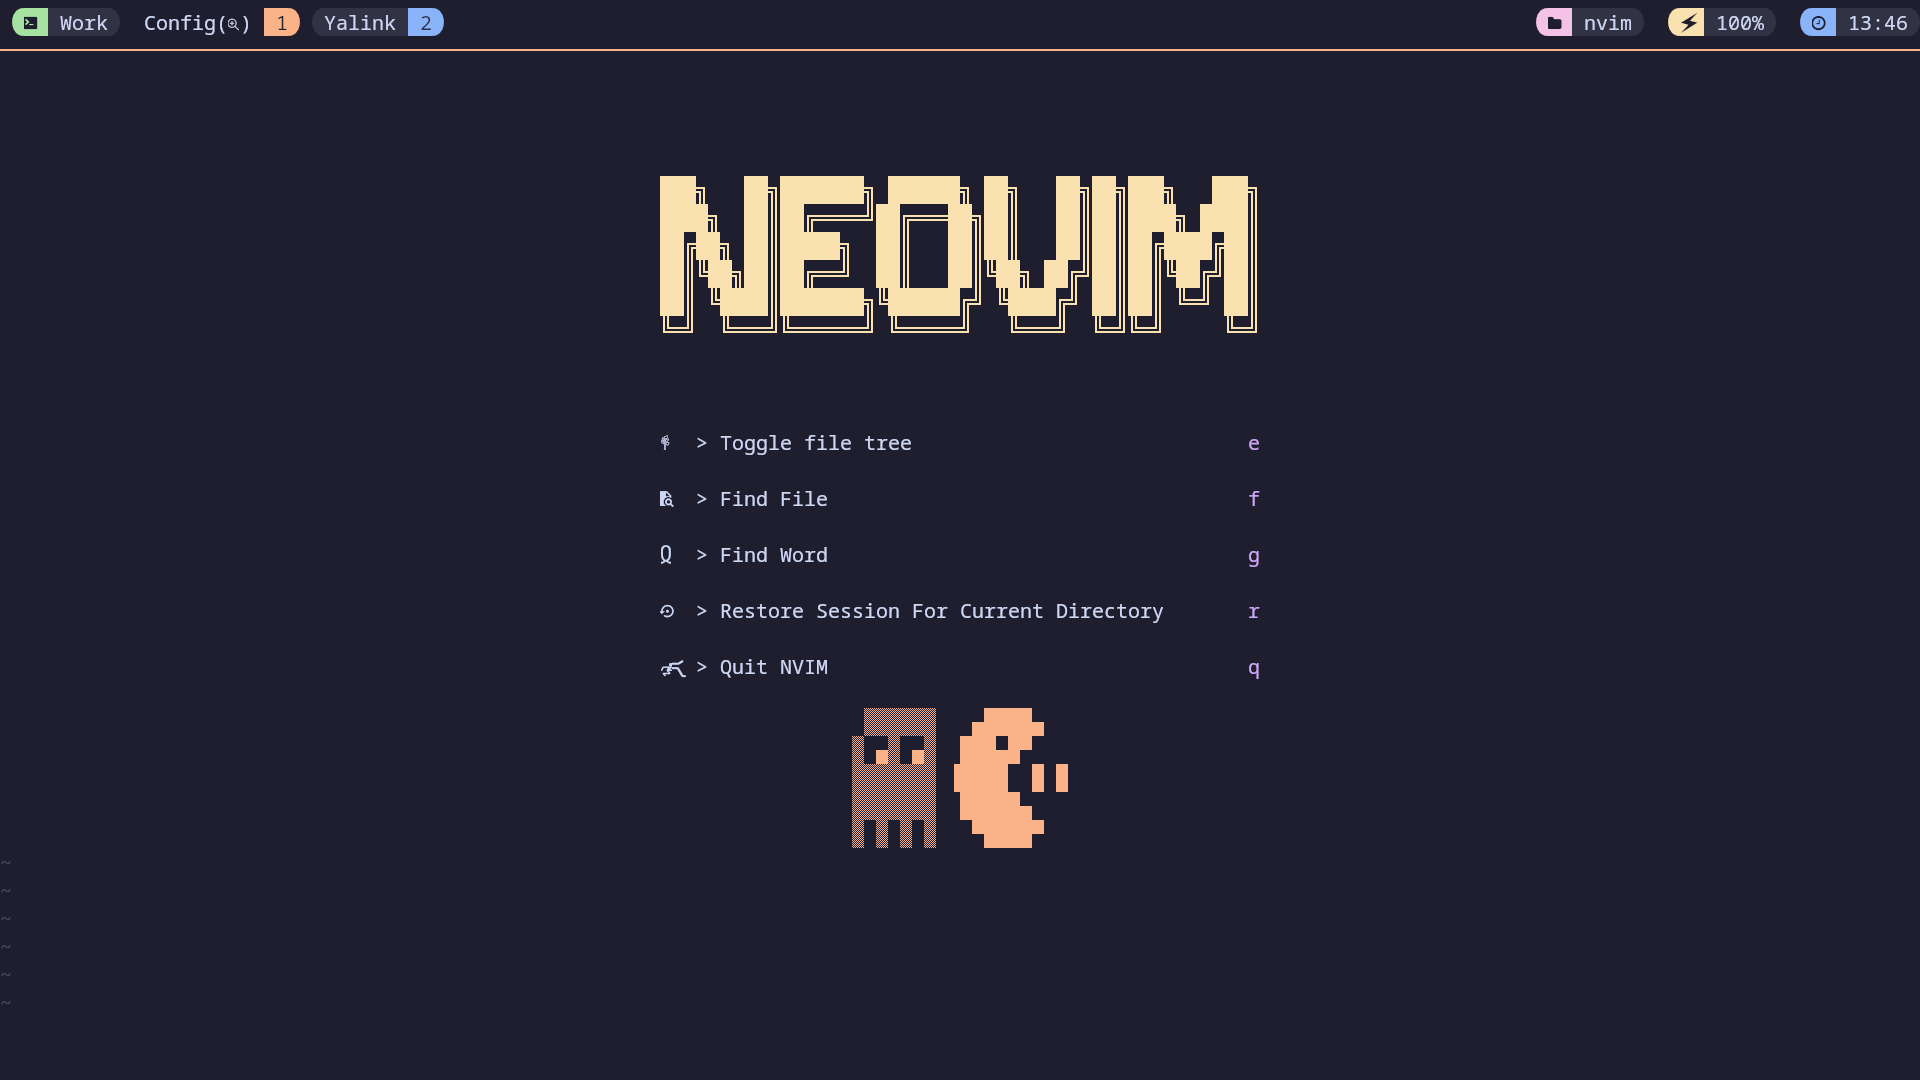 Work Config() 1 Yalink 2 nvim 100% 13:46
NEOVIM
> Toggle file tree e
> Find File f
> Find Word g
> Restore Session For Current Directory r
> Quit NVIM q
~
~
~
~
~
~